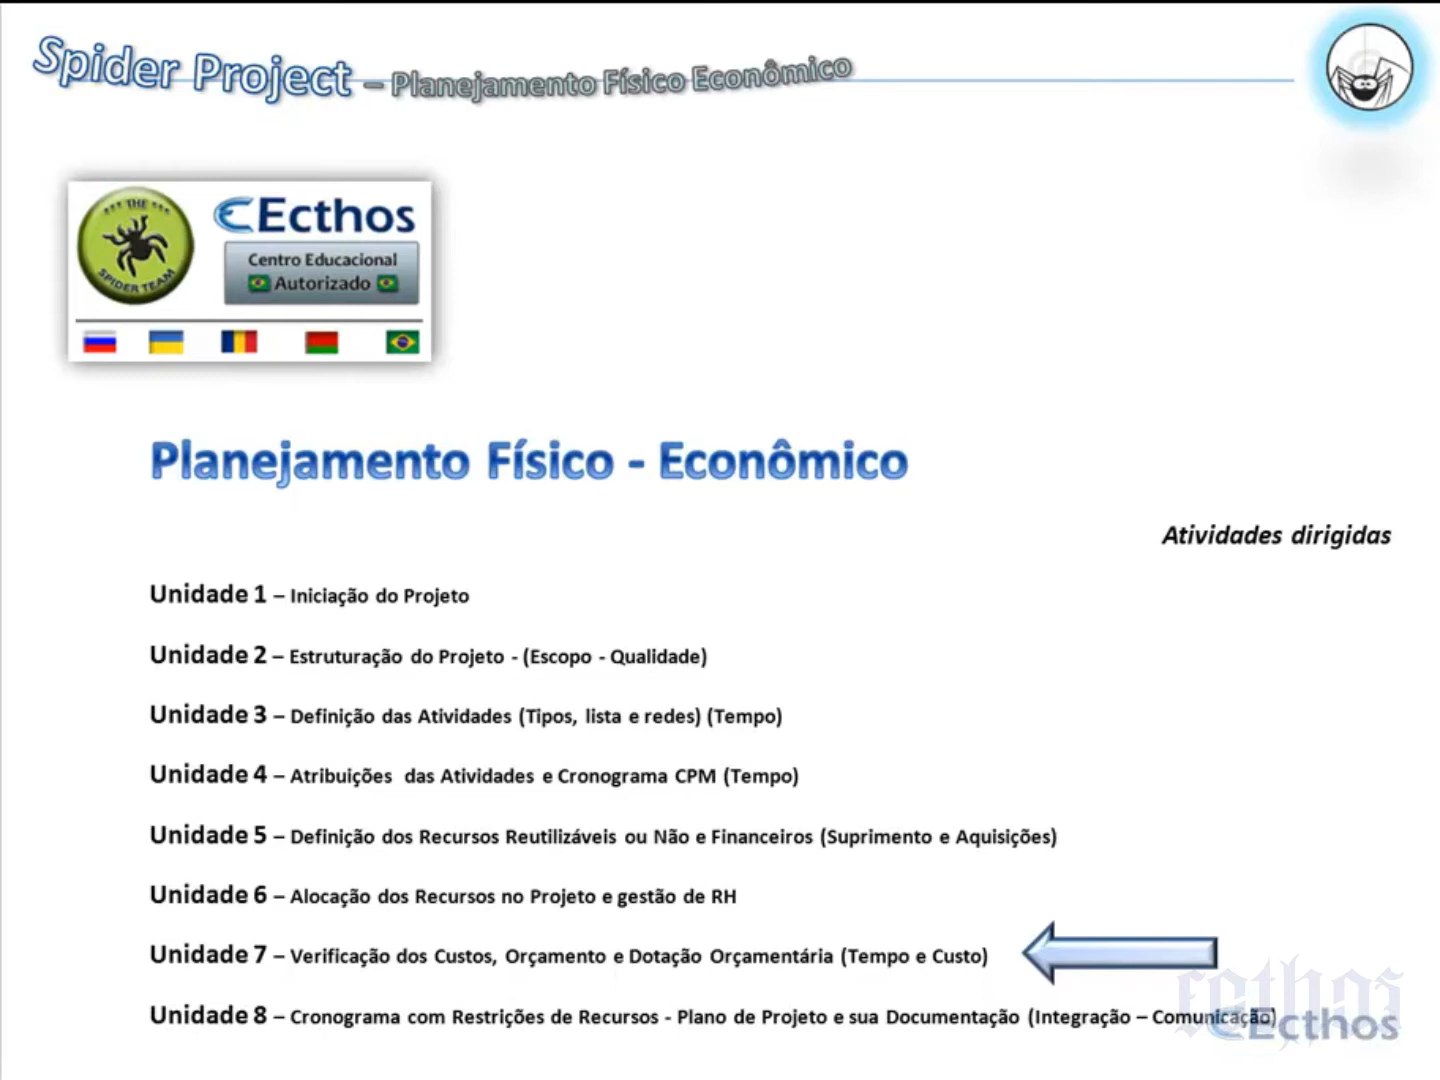 Spider Project – Planejamento Físico Econômico
*** THE ***
SPIDER TEAM
Ecthos
Centro Educacional
Autorizado
Planejamento Físico - Econômico
Atividades dirigidas
Unidade 1 – Iniciação do Projeto
Unidade 2 – Estruturação do Projeto - (Escopo - Qualidade)
Unidade 3 – Definição das Atividades (Tipos, lista e redes) (Tempo)
Unidade 4 – Atribuições das Atividades e Cronograma CPM (Tempo)
Unidade 5 – Definição dos Recursos Reutilizáveis ou Não e Financeiros (Suprimento e Aquisições)
Unidade 6 – Alocação dos Recursos no Projeto e gestão de RH
Unidade 7 – Verificação dos Custos, Orçamento e Dotação Orçamentária (Tempo e Custo)
Unidade 8 – Cronograma com Restrições de Recursos - Plano de Projeto e sua Documentação (Integração – Comunicação)
ecthos
Ecthos